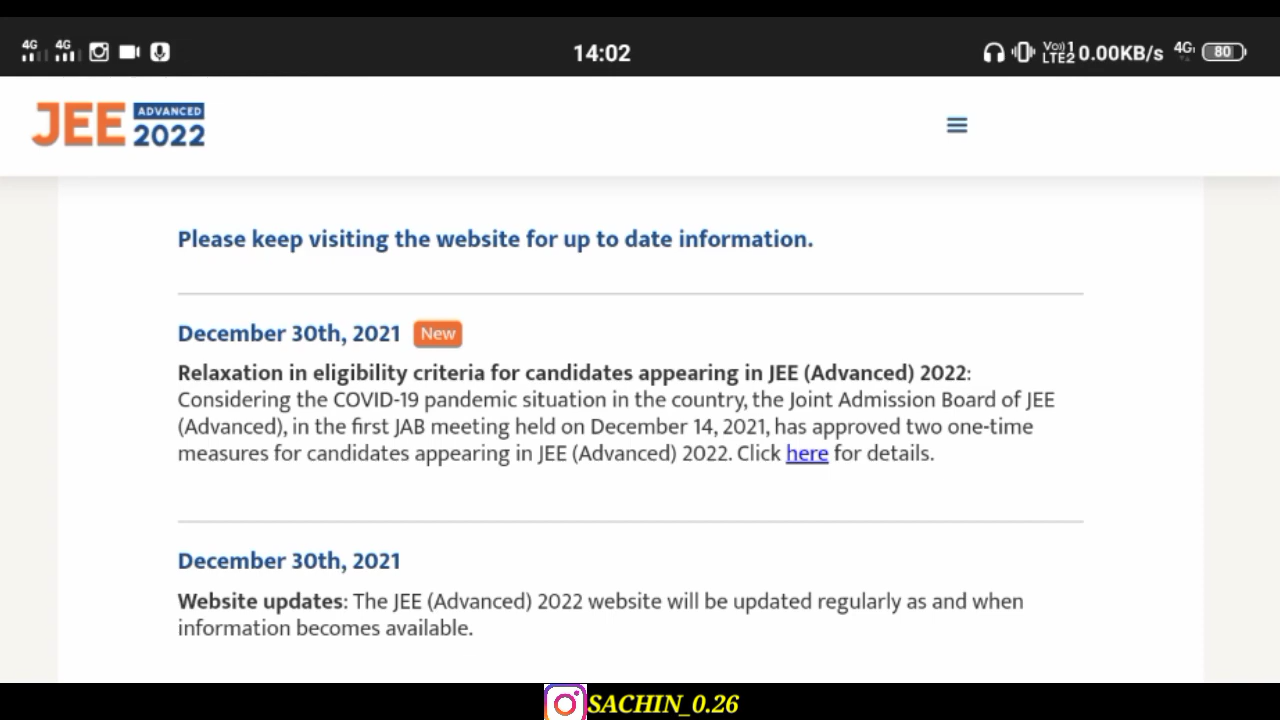 4G 4G 14:02 Vo)) 1 LTE2 0.00KB/s 4G 80
JEE ADVANCED 2022
Please keep visiting the website for up to date information.
December 30th, 2021 New
Relaxation in eligibility criteria for candidates appearing in JEE (Advanced) 2022:
Considering the COVID-19 pandemic situation in the country, the Joint Admission Board of JEE
(Advanced), in the first JAB meeting held on December 14, 2021, has approved two one-time
measures for candidates appearing in JEE (Advanced) 2022. Click here for details.
December 30th, 2021
Website updates: The JEE (Advanced) 2022 website will be updated regularly as and when
information becomes available.
SACHIN_0.26